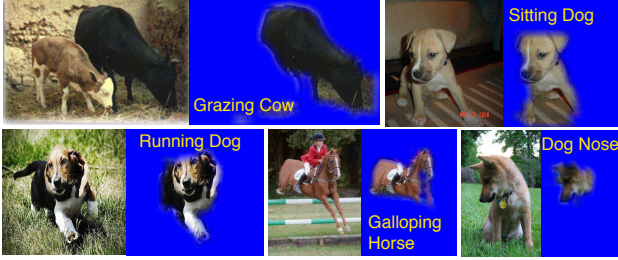 Sitting Dog
Grazing Cow
Running Dog
Dog Nose
Galloping
Horse